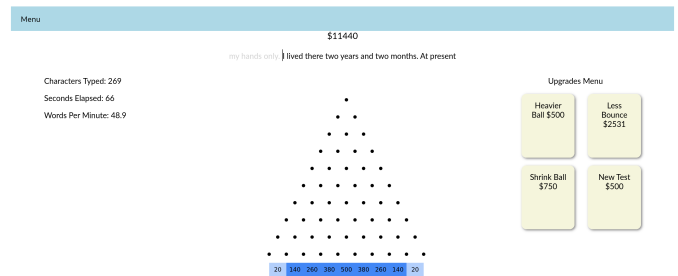 Menu
$11440
my hands only. I lived there two years and two months. At present
Characters Typed: 269
Seconds Elapsed: 66
Words Per Minute: 48.9
Upgrades Menu
Heavier
Ball $500
Less
Bounce
$2531
Shrink Ball
$750
New Test
$500
20 140 260 380 500 380 260 140 20